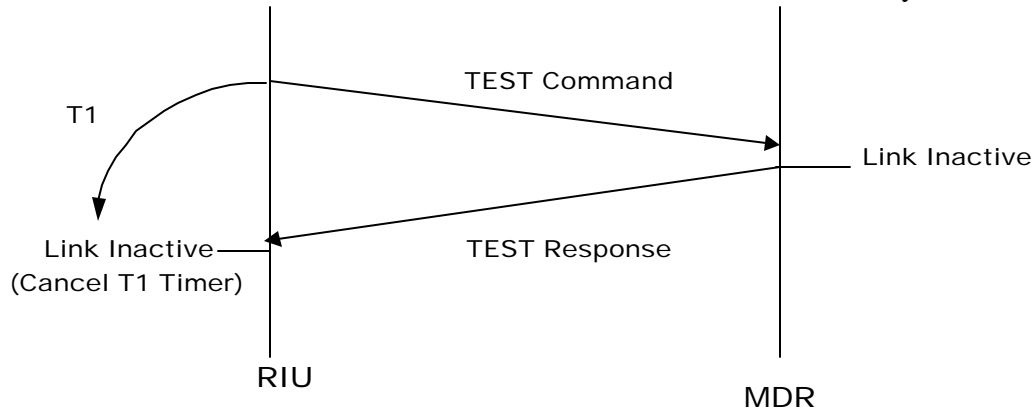 TEST Command
T1
Link Inactive
Link Inactive
(Cancel T1 Timer)
TEST Response
RIU
MDR